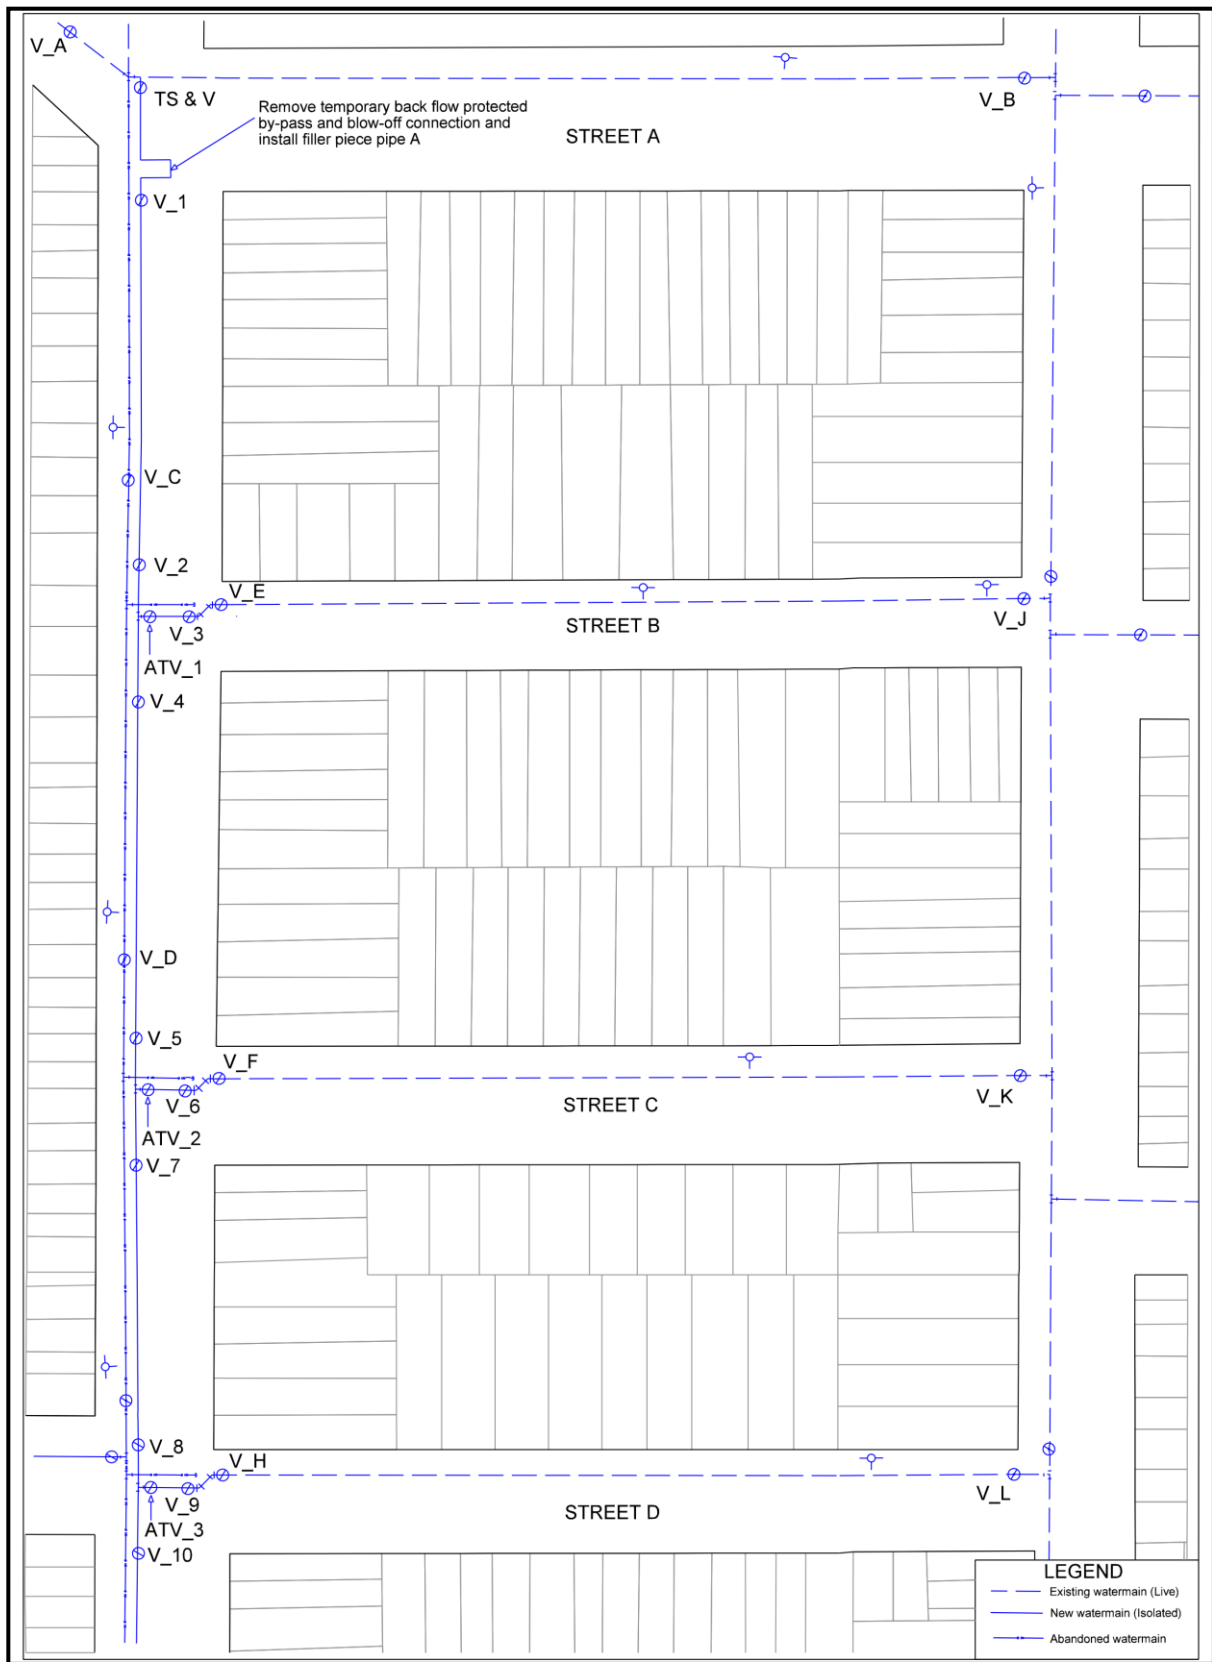 V_A
TS & V
Remove temporary back flow protected
by-pass and blow-off connection and
install filler piece pipe A
STREET A
V_B
V_1
V_C
V_2
V_E
V_3
STREET B
V_J
ATV_1
V_4
V_D
V_5
V_F
V_6
STREET C
V_K
ATV_2
V_7
V_8
V_H
V_9
STREET D
V_L
ATV_3
V_10
LEGEND
Existing watermain (Live)
New watermain (Isolated)
Abandoned watermain